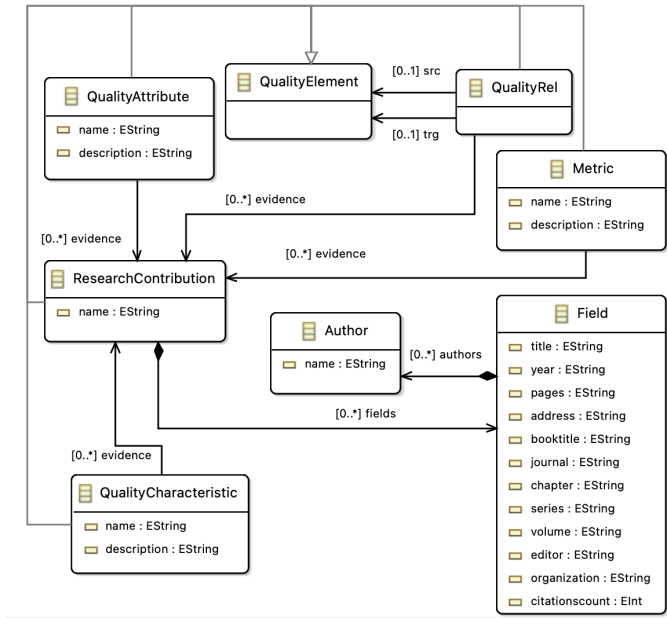 [0..1] src
QualityElement
QualityRel
QualityAttribute
name : EString
description : EString
[0..1] trg
Metric
name : EString
description : EString
[0..*] evidence
[0..*] evidence
[0..*] evidence
ResearchContribution
name : EString
Field
title : EString
year : EString
pages : EString
address : EString
booktitle : EString
journal : EString
chapter : EString
series : EString
volume : EString
editor : EString
organization : EString
citationscount : EInt
Author
name : EString
[0..*] authors
[0..*] fields
[0..*] evidence
QualityCharacteristic
name : EString
description : EString